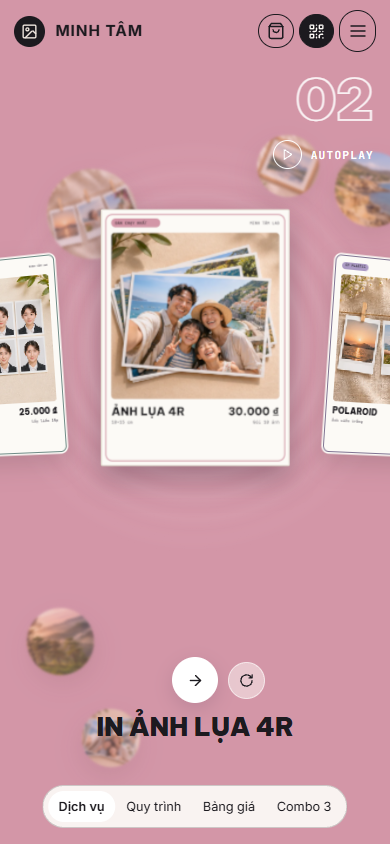 MINH TÂM
02
AUTOPLAY
25.000 ₫
ẢNH LỤA 4R
30.000 ₫
POLAROID
IN ẢNH LỤA 4R
Dịch vụ
Quy trình
Bảng giá
Combo 3